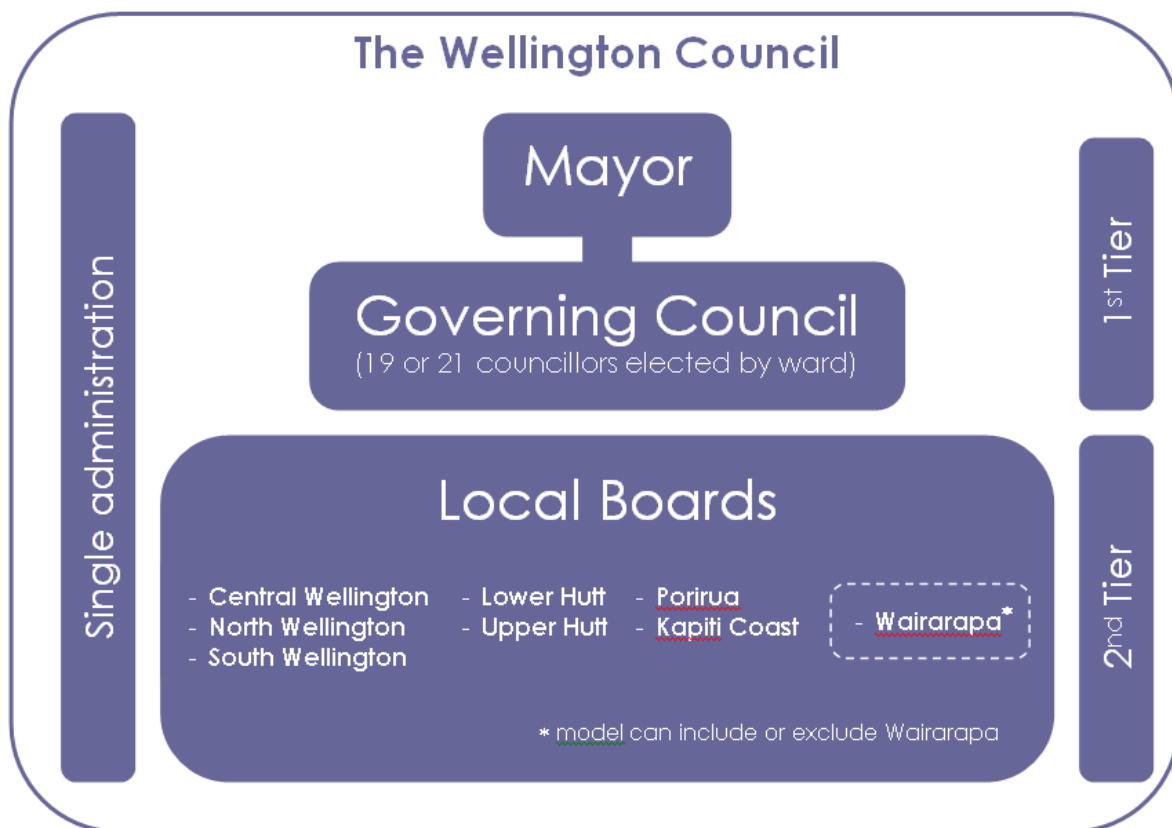 The Wellington Council
Single administration
Mayor
Governing Council
(19 or 21 councillors elected by ward)
1st Tier
Local Boards
- Central Wellington
- North Wellington
- South Wellington
- Lower Hutt
- Upper Hutt
- Porirua
- Kapiti Coast
- Wairarapa*
* model can include or exclude Wairarapa
2nd Tier